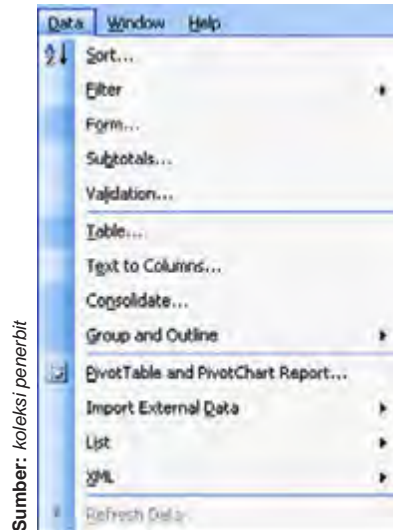 Data Window Help
Sort...
Filter
Form...
Subtotals...
Validation...
Table...
Text to Columns...
Consolidate...
Group and Outline
PivotTable and PivotChart Report...
Import External Data
List
XML
Refresh Data
Sumber: koleksi penerbit